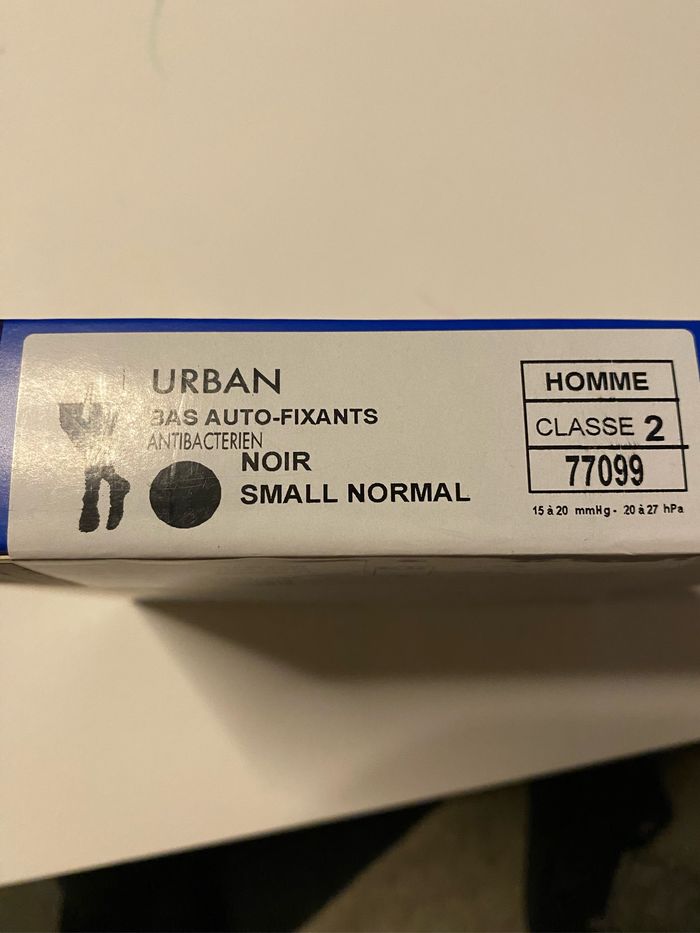 URBAN
BAS AUTO-FIXANTS
ANTIBACTERIEN
NOIR
SMALL NORMAL
HOMME
CLASSE 2
77099
15 à 20 mmHg - 20 à 27 hPa